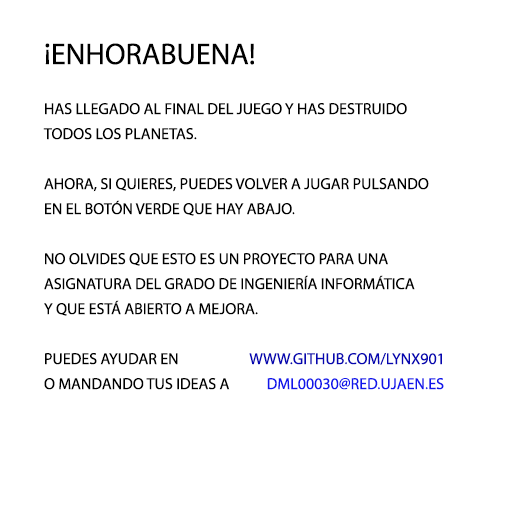 ¡ENHORABUENA!
HAS LLEGADO AL FINAL DEL JUEGO Y HAS DESTRUIDO
TODOS LOS PLANETAS.
AHORA, SI QUIERES, PUEDES VOLVER A JUGAR PULSANDO
EN EL BOTÓN VERDE QUE HAY ABAJO.
NO OLVIDES QUE ESTO ES UN PROYECTO PARA UNA
ASIGNATURA DEL GRADO DE INGENIERÍA INFORMÁTICA
Y QUE ESTÁ ABIERTO A MEJORA.
PUEDES AYUDAR EN WWW.GITHUB.COM/LYNX901
O MANDANDO TUS IDEAS A DML00030@RED.UJAEN.ES